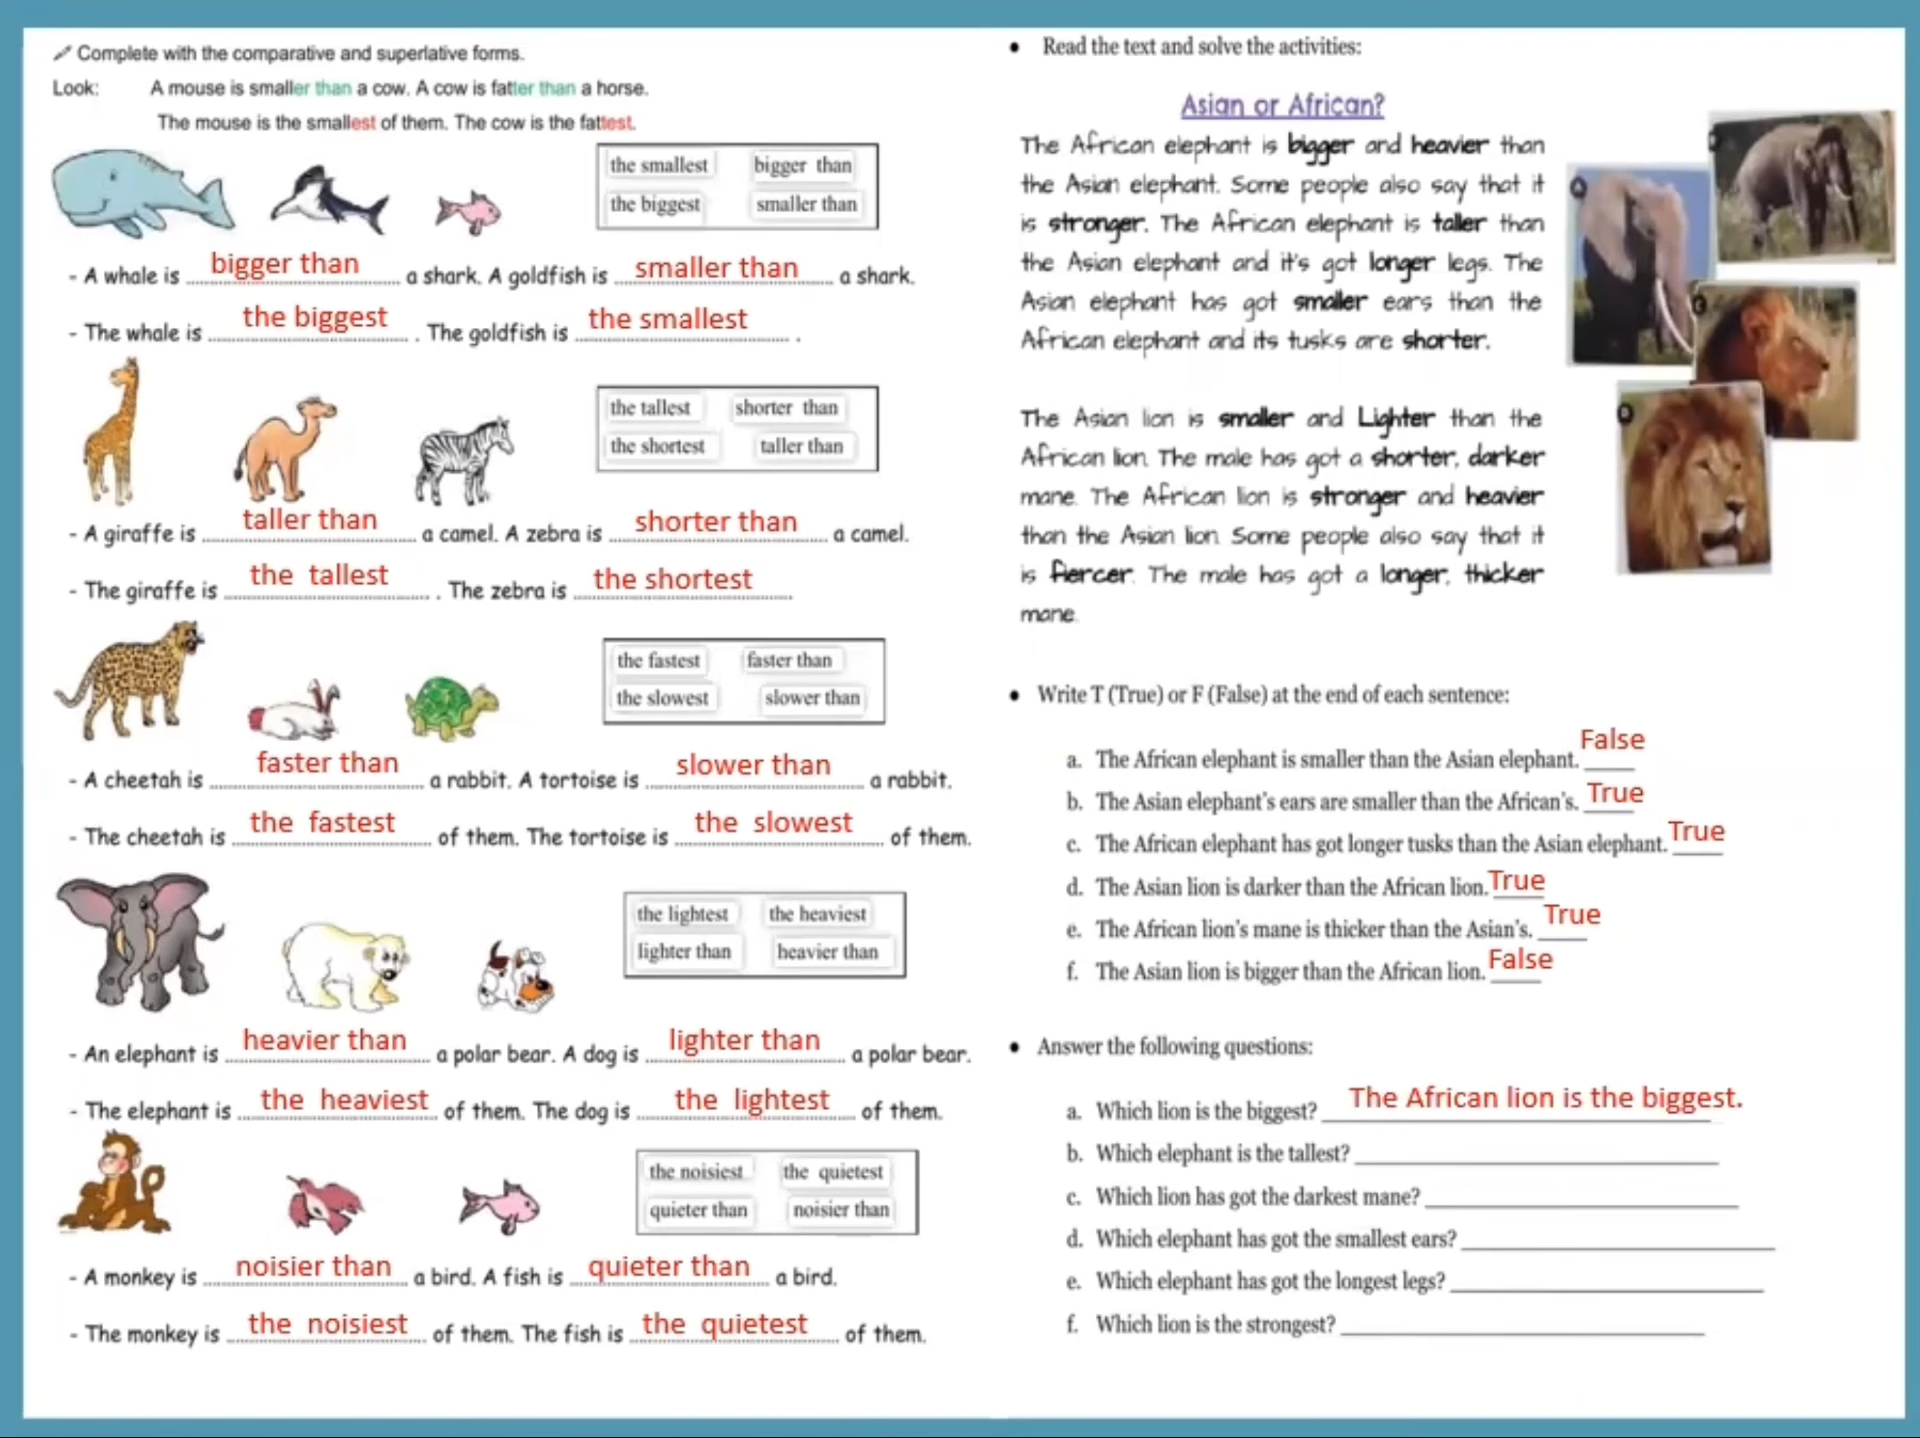 Complete with the comparative and superlative forms.
Look: A mouse is smaller than a cow. A cow is fatter than a horse.
The mouse is the smallest of them. The cow is the fattest.
the smallest bigger than
the biggest smaller than
- A whale is bigger than a shark. A goldfish is smaller than a shark.
- The whale is the biggest . The goldfish is the smallest .
the tallest shorter than
the shortest taller than
- A giraffe is taller than a camel. A zebra is shorter than a camel.
- The giraffe is the tallest . The zebra is the shortest
the fastest faster than
the slowest slower than
- A cheetah is faster than a rabbit. A tortoise is slower than a rabbit.
- The cheetah is the fastest of them. The tortoise is the slowest of them.
the lightest the heaviest
lighter than heavier than
- An elephant is heavier than a polar bear. A dog is lighter than a polar bear.
- The elephant is the heaviest of them. The dog is the lightest of them.
the noisiest the quietest
quieter than noisier than
- A monkey is noisier than a bird. A fish is quieter than a bird.
- The monkey is the noisiest of them. The fish is the quietest of them.
• Read the text and solve the activities:
Asian or African?
The African elephant is bigger and heavier than
the Asian elephant. Some people also say that it
is stronger. The African elephant is taller than
the Asian elephant and it's got longer legs. The
Asian elephant has got smaller ears than the
African elephant and its tusks are shorter.
The Asian lion is smaller and Lighter than the
African lion. The male has got a shorter, darker
mane. The African lion is stronger and heavier
than the Asian lion. Some people also say that it
is fiercer. The male has got a longer, thicker
mane.
• Write T (True) or F (False) at the end of each sentence:
a. The African elephant is smaller than the Asian elephant. False
b. The Asian elephant's ears are smaller than the African's. True
c. The African elephant has got longer tusks than the Asian elephant. True
d. The Asian lion is darker than the African lion. True
e. The African lion's mane is thicker than the Asian's. True
f. The Asian lion is bigger than the African lion. False
• Answer the following questions:
a. Which lion is the biggest? The African lion is the biggest.
b. Which elephant is the tallest?
c. Which lion has got the darkest mane?
d. Which elephant has got the smallest ears?
e. Which elephant has got the longest legs?
f. Which lion is the strongest?